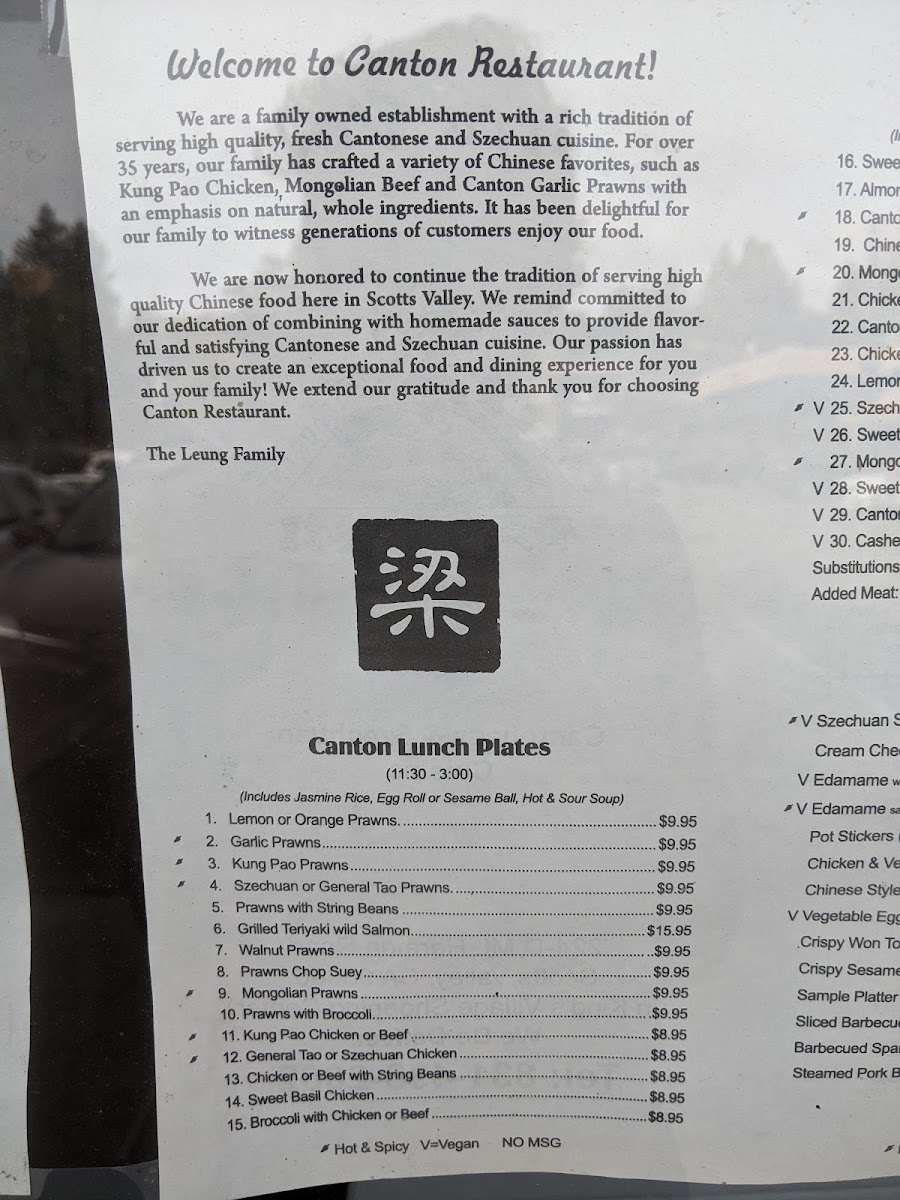 Welcome to Canton Restaurant!
We are a family owned establishment with a rich tradition of
serving high quality, fresh Cantonese and Szechuan cuisine. For over
35 years, our family has crafted a variety of Chinese favorites, such as
Kung Pao Chicken, Mongolian Beef and Canton Garlic Prawns with
an emphasis on natural, whole ingredients. It has been delightful for
our family to witness generations of customers enjoy our food.
We are now honored to continue the tradition of serving high
quality Chinese food here in Scotts Valley. We remind committed to
our dedication of combining with homemade sauces to provide flavor-
ful and satisfying Cantonese and Szechuan cuisine. Our passion has
driven us to create an exceptional food and dining experience for you
and your family! We extend our gratitude and thank you for choosing
Canton Restaurant.
The Leung Family
梁
Canton Lunch Plates
(11:30 - 3:00)
(Includes Jasmine Rice, Egg Roll or Sesame Ball, Hot & Sour Soup)
1. Lemon or Orange Prawns. $9.95
2. Garlic Prawns $9.95
3. Kung Pao Prawns $9.95
4. Szechuan or General Tao Prawns. $9.95
5. Prawns with String Beans $9.95
6. Grilled Teriyaki wild Salmon $15.95
7. Walnut Prawns $9.95
8. Prawns Chop Suey $9.95
9. Mongolian Prawns $9.95
10. Prawns with Broccoli $9.95
11. Kung Pao Chicken or Beef $8.95
12. General Tao or Szechuan Chicken $8.95
13. Chicken or Beef with String Beans $8.95
14. Sweet Basil Chicken $8.95
15. Broccoli with Chicken or Beef $8.95
Hot & Spicy V=Vegan NO MSG
16. Swee
17. Almon
18. Canto
19. Chine
20. Mong
21. Chick
22. Canto
23. Chick
24. Lemor
V 25. Szech
V 26. Sweet
27. Mongo
V 28. Sweet
V 29. Canton
V 30. Cashe
Substitutions
Added Meat:
V Szechuan S
Cream Che
V Edamame w
V Edamame sa
Pot Stickers (
Chicken & Ve
Chinese Style
V Vegetable Egg
Crispy Won To
Crispy Sesame
Sample Platter
Sliced Barbecu
Barbecued Spa
Steamed Pork B